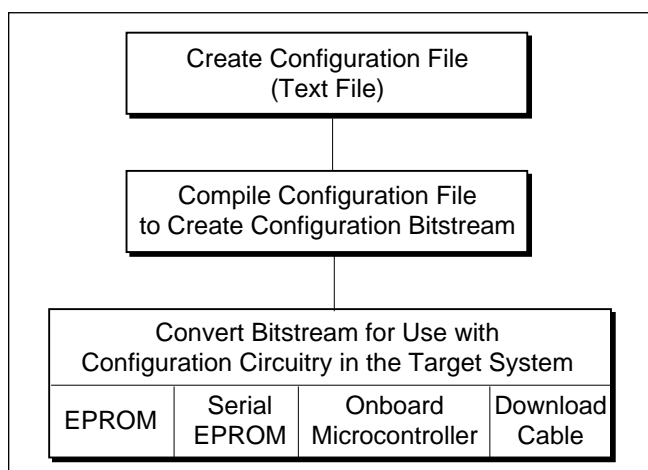 Create Configuration File
(Text File)
Compile Configuration File
to Create Configuration Bitstream
Convert Bitstream for Use with
Configuration Circuitry in the Target System
EPROM
Serial
EPROM
Onboard
Microcontroller
Download
Cable